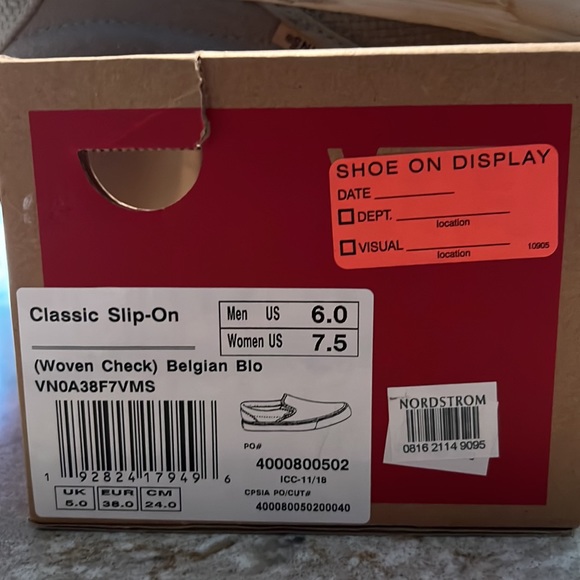 SHOE ON DISPLAY
DATE
DEPT.
location
VISUAL
location
10905
Classic Slip-On
Men US 6.0
Women US 7.5
(Woven Check) Belgian Blo
VN0A38F7VMS
1 92824 17949 6
UK EUR CM
5.0 38.0 24.0
PO#
4000800502
ICC-11/18
CPSIA PO/CUT#
400080050200040
NORDSTROM
0816 2114 9095